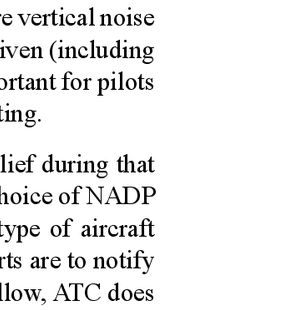 re vertical noise
iven (including
ortant for pilots
ting.
lief during that
hoice of NADP
type of aircraft
rts are to notify
llow, ATC does